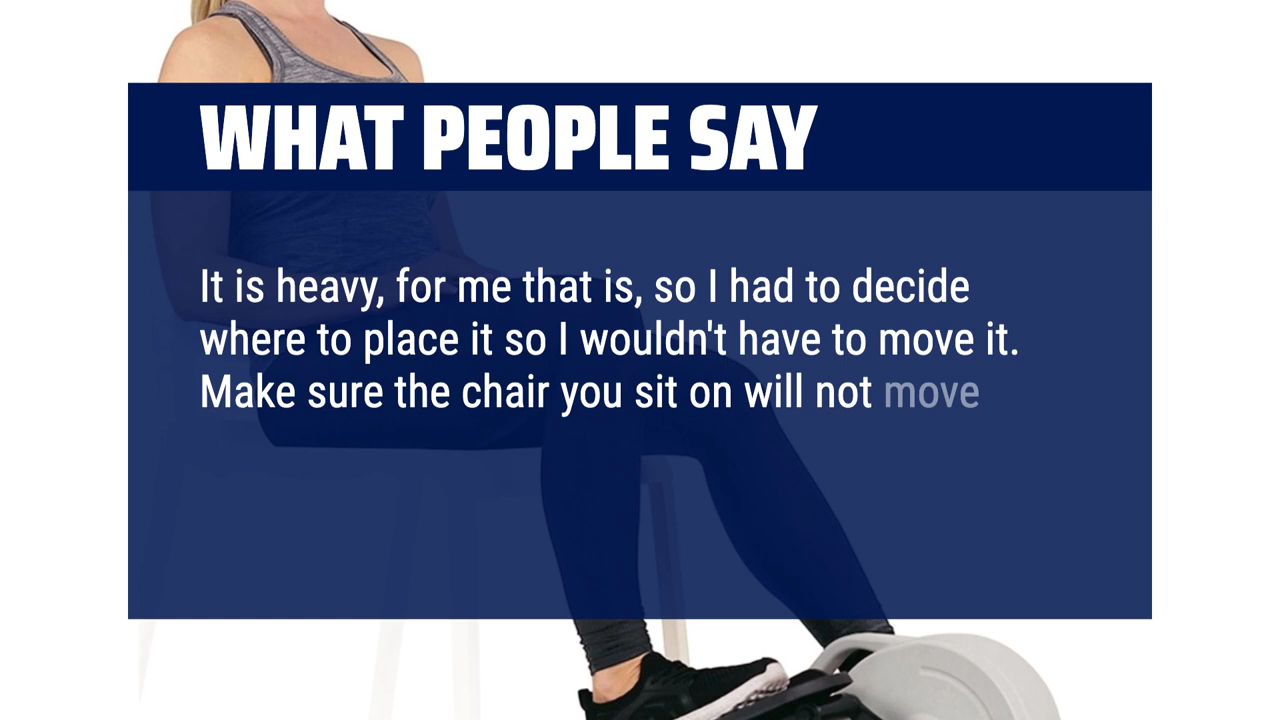 WHAT PEOPLE SAY
It is heavy, for me that is, so I had to decide
where to place it so I wouldn't have to move it.
Make sure the chair you sit on will not move